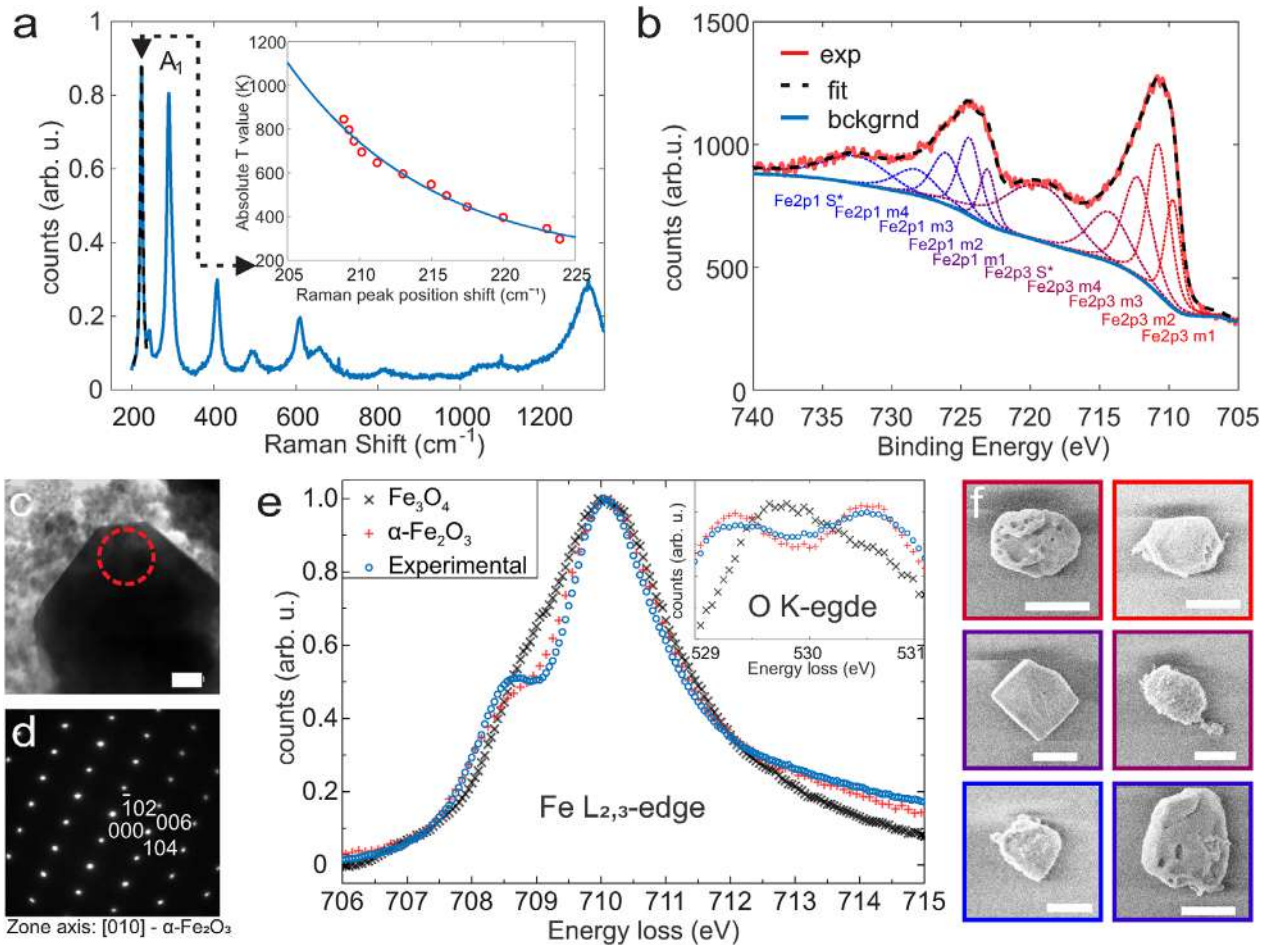 a
1
0.8
0.6
0.4
0.2
0
counts (arb. u.)
200 400 600 800 1000 1200
Raman Shift (cm⁻¹)
A₁
1200
1000
800
600
400
200
Absolute T value (K)
205 210 215 220 225
Raman peak position shift (cm⁻¹)
b
1500
1000
500
0
counts (arb.u.)
exp
fit
bckgrnd
Fe2p1 S*
Fe2p1 m4
Fe2p1 m3
Fe2p1 m2
Fe2p1 m1
Fe2p3 S*
Fe2p3 m4
Fe2p3 m3
Fe2p3 m2
Fe2p3 m1
740 735 730 725 720 715 710 705
Binding Energy (eV)
c
d
1̄02
000 006
104
Zone axis: [010] - α-Fe₂O₃
e
1.0
0.8
0.6
0.4
0.2
0
counts (arb. u.)
Fe₃O₄
α-Fe₂O₃
Experimental
Fe L₂,₃-edge
706 707 708 709 710 711 712 713 714 715
Energy loss (eV)
counts (arb. u.)
O K-egde
529 530 531
Energy loss (eV)
f